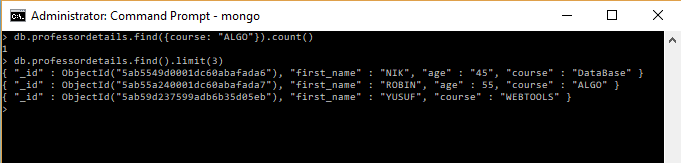 Administrator: Command Prompt - mongo
> db.professordetails.find({course: "ALGO"}).count()
1
> db.professordetails.find().limit(3)
{ "_id" : ObjectId("5ab5549d0001dc60abafada6"), "first_name" : "NIK", "age" : "45", "course" : "DataBase" }
{ "_id" : ObjectId("5ab55a240001dc60abafada7"), "first_name" : "ROBIN", "age" : 55, "course" : "ALGO" }
{ "_id" : ObjectId("5ab59d237599adb6b35d05eb"), "first_name" : "YUSUF", "course" : "WEBTOOLS" }
>